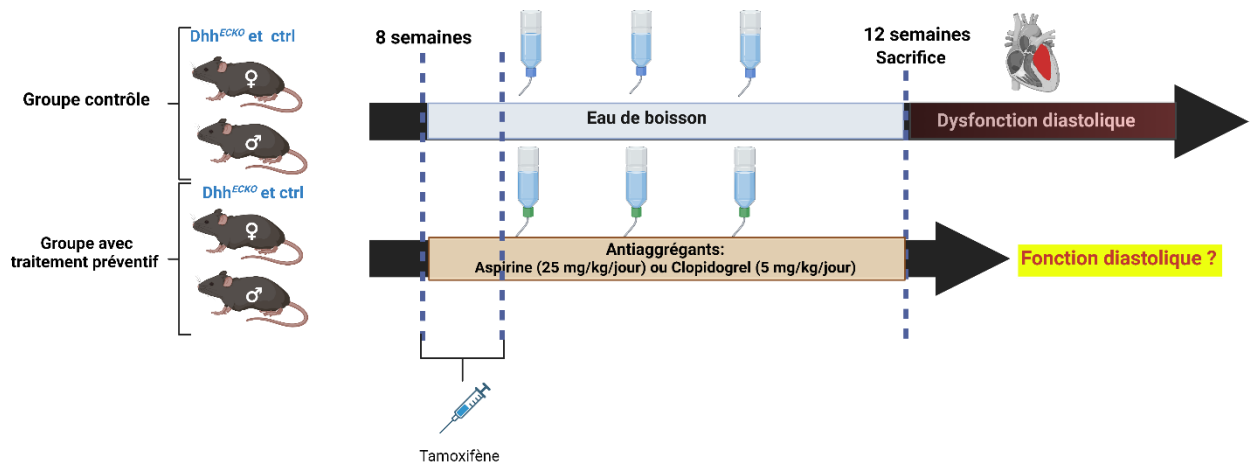 Dhh^ECKO et ctrl
8 semaines
12 semaines
Sacrifice
Groupe contrôle
♀
Eau de boisson
Dysfonction diastolique
♂
Dhh^ECKO et ctrl
Groupe avec
traitement préventif
♀
Antiaggrégants:
Aspirine (25 mg/kg/jour) ou Clopidogrel (5 mg/kg/jour)
Fonction diastolique ?
♂
Tamoxifène